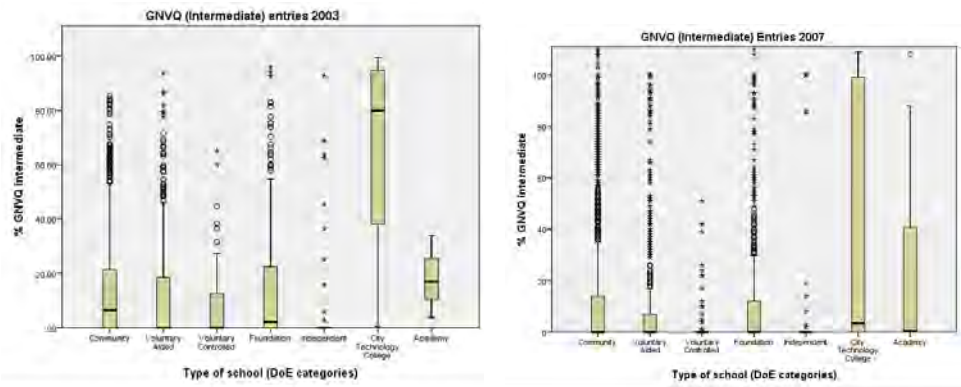 GNVQ (Intermediate) entries 2003
% GNVQ Intermediate
100.00
80.00
60.00
40.00
20.00
.00
Community
Voluntary Aided
Voluntary Controlled
Foundation
Independent
City Technology College
Academy
Type of school (DoE categories)
GNVQ (Intermediate) Entries 2007
% GNVQ Intermediate
100
80
60
40
20
0
Community
Voluntary Aided
Voluntary Controlled
Foundation
Independent
City Technology College
Academy
Type of school (DoE categories)